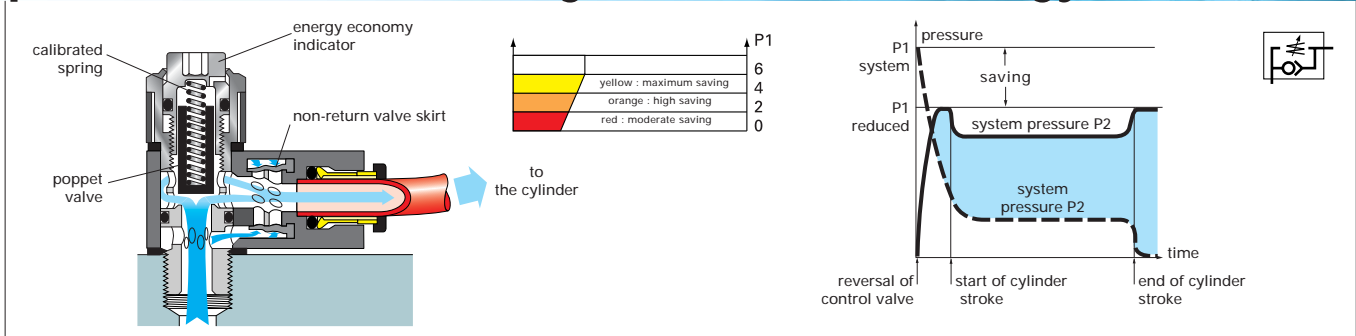 energy economy
indicator
calibrated
spring
non-return valve skirt
poppet
valve
to
the cylinder
P1
6
yellow : maximum saving
4
orange : high saving
2
red : moderate saving
0
pressure
P1
system
saving
P1
reduced
system pressure P2
system
pressure P2
time
reversal of
control valve
start of cylinder
stroke
end of cylinder
stroke